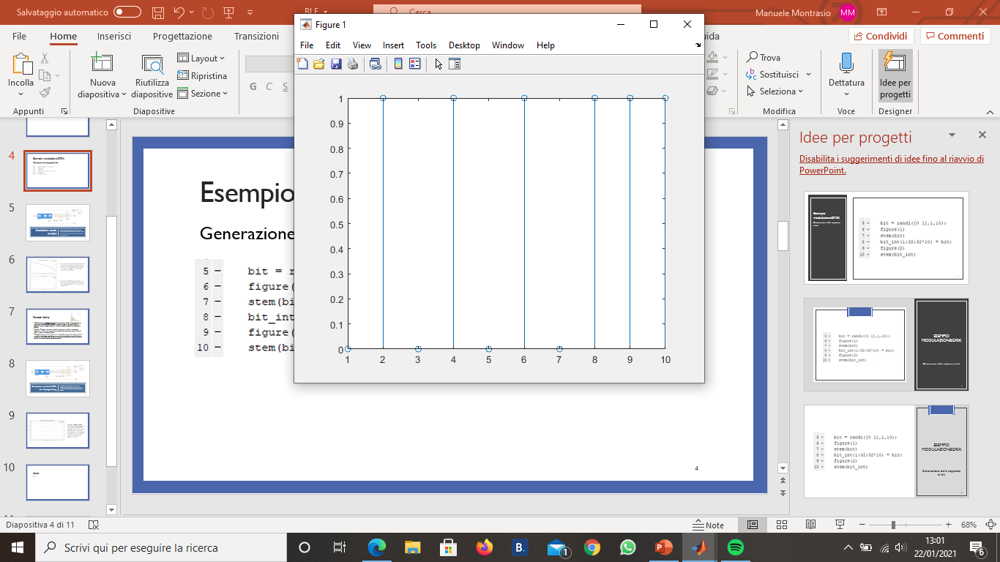 Salvataggio automatico
BLE
Cerca
Manuele Montrasio
MM
File
Home
Inserisci
Progettazione
Transizioni
Condividi
Commenti
Incolla
Nuova diapositiva
Riutilizza diapositive
Layout
Ripristina
Sezione
G C S
Trova
Sostituisci
Seleziona
Dettatura
Idee per progetti
Appunti
Diapositive
Modifica
Voce
Designer
Figure 1
File Edit View Insert Tools Desktop Window Help
1
0.9
0.8
0.7
0.6
0.5
0.4
0.3
0.2
0.1
0
1 2 3 4 5 6 7 8 9 10
4
5
6
7
8
9
10
Esempio
Generazione
5 –
6 – figure(
7 –
8 –
9 – figure(
10 –
4
Idee per progetti
Disabilita i suggerimenti di idee fino al riavvio di
PowerPoint.
5 – bit = randi([0 1],1,10);
6 – figure(1)
7 – stem(bit)
8 – bit_int(1:32:32*10) = bit;
9 – figure(2)
10 – stem(bit_int)
5 – bit = randi([0 1],1,10);
6 – figure(1)
7 – stem(bit)
8 – bit_int(1:32:32*10) = bit;
9 – figure(2)
10 – stem(bit_int)
5 – bit = randi([0 1],1,10);
6 – figure(1)
7 – stem(bit)
8 – bit_int(1:32:32*10) = bit;
9 – figure(2)
10 – stem(bit_int)
Diapositiva 4 di 11
Note
68%
Scrivi qui per eseguire la ricerca
B.
1
13:01
22/01/2021
6